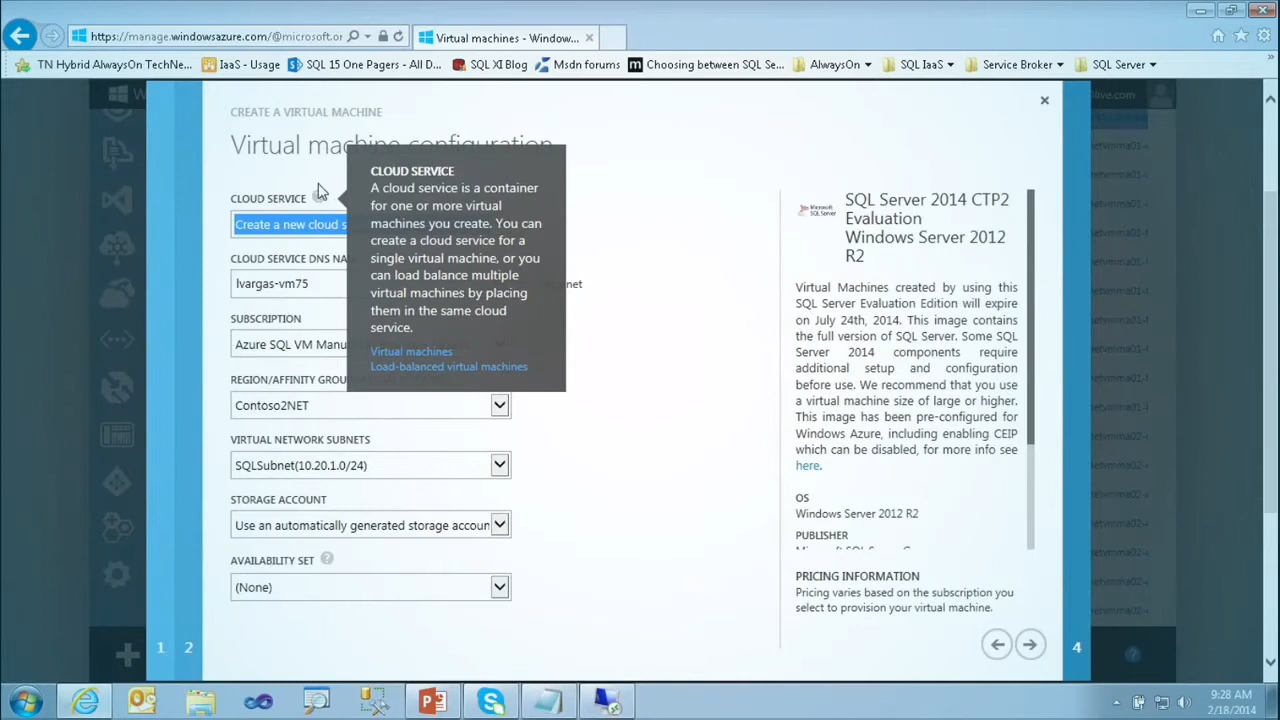 https://manage.windowsazure.com/@microsoft.or
Virtual machines - Window...
TN Hybrid AlwaysOn TechNe...
IaaS - Usage
SQL 15 One Pagers - All D...
SQL XI Blog
Msdn forums
Choosing between SQL Se...
AlwaysOn
SQL IaaS
Service Broker
SQL Server
CREATE A VIRTUAL MACHINE
Virtual machine configuration
CLOUD SERVICE
Create a new cloud s
CLOUD SERVICE DNS NA
lvargas-vm75
net
SUBSCRIPTION
Azure SQL VM Manu
REGION/AFFINITY GROU
Contoso2NET
VIRTUAL NETWORK SUBNETS
SQLSubnet(10.20.1.0/24)
STORAGE ACCOUNT
Use an automatically generated storage accoun
AVAILABILITY SET ?
(None)
CLOUD SERVICE
A cloud service is a container
for one or more virtual
machines you create. You can
create a cloud service for a
single virtual machine, or you
can load balance multiple
virtual machines by placing
them in the same cloud
service.
Virtual machines
Load-balanced virtual machines
Microsoft
SQL Server
SQL Server 2014 CTP2
Evaluation
Windows Server 2012
R2
Virtual Machines created by using this
SQL Server Evaluation Edition will expire
on July 24th, 2014. This image contains
the full version of SQL Server. Some SQL
Server 2014 components require
additional setup and configuration
before use. We recommend that you use
a virtual machine size of large or higher.
This image has been pre-configured for
Windows Azure, including enabling CEIP
which can be disabled, for more info see
here.
OS
Windows Server 2012 R2
PUBLISHER
PRICING INFORMATION
Pricing varies based on the subscription you
select to provision your virtual machine.
1
2
4
9:28 AM
2/18/2014